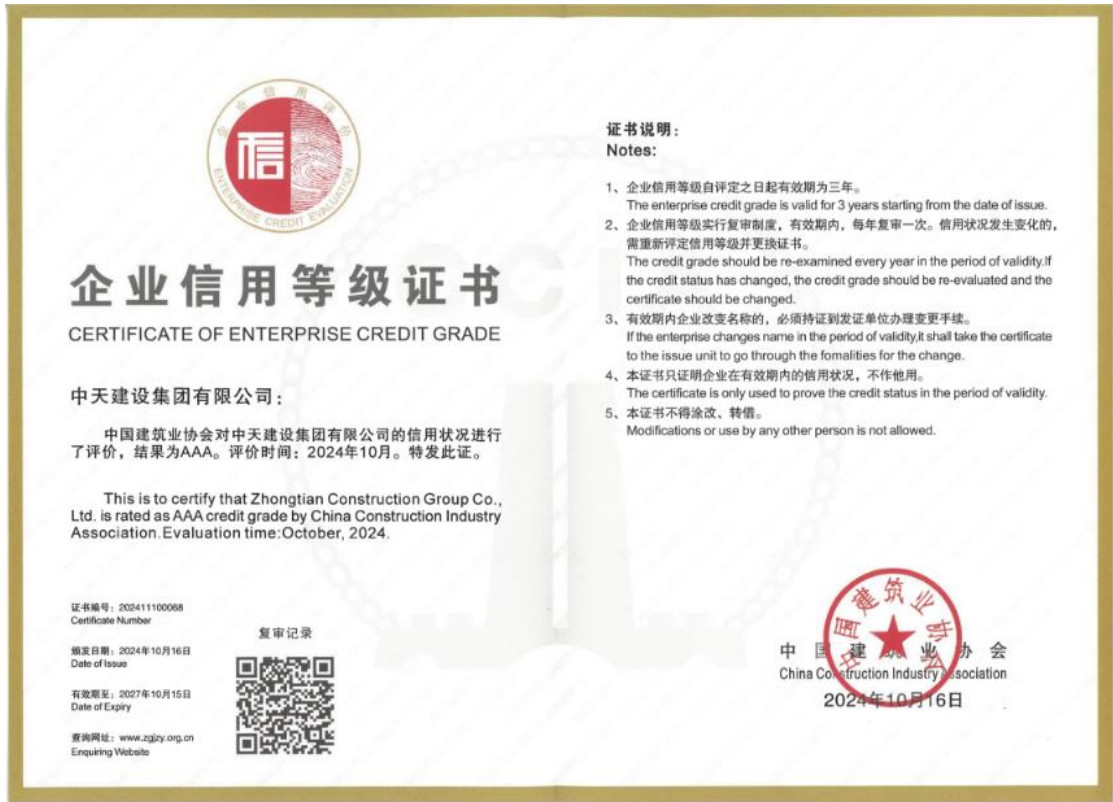 企业信用评价
信
ENTERPRISE CREDIT EVALUATION
企业信用等级证书
CERTIFICATE OF ENTERPRISE CREDIT GRADE
中天建设集团有限公司：
中国建筑业协会对中天建设集团有限公司的信用状况进行
了评价，结果为AAA。评价时间：2024年10月。特发此证。
This is to certify that Zhongtian Construction Group Co.,
Ltd. is rated as AAA credit grade by China Construction Industry
Association.Evaluation time:October, 2024.
证书编号：202411100068
Certificate Number
颁发日期：2024年10月16日
Date of Issue
有效期至：2027年10月15日
Date of Expiry
查询网址：www.zgjzy.org.cn
Enquiring Website
复审记录
证书说明：
Notes:
1、企业信用等级自评定之日起有效期为三年。
The enterprise credit grade is valid for 3 years starting from the date of issue.
2、企业信用等级实行复审制度，有效期内，每年复审一次。信用状况发生变化的，
需重新评定信用等级并更换证书。
The credit grade should be re-examined every year in the period of validity.If
the credit status has changed, the credit grade should be re-evaluated and the
certificate should be changed.
3、有效期内企业改变名称的，必须持证到发证单位办理变更手续。
If the enterprise changes name in the period of validity,it shall take the certificate
to the issue unit to go through the fomalities for the change.
4、本证书只证明企业在有效期内的信用状况，不作他用。
The certificate is only used to prove the credit status in the period of validity.
5、本证书不得涂改、转借。
Modifications or use by any other person is not allowed.
中国建筑业协会
中国建筑业协会
China Construction Industry Association
2024年10月16日